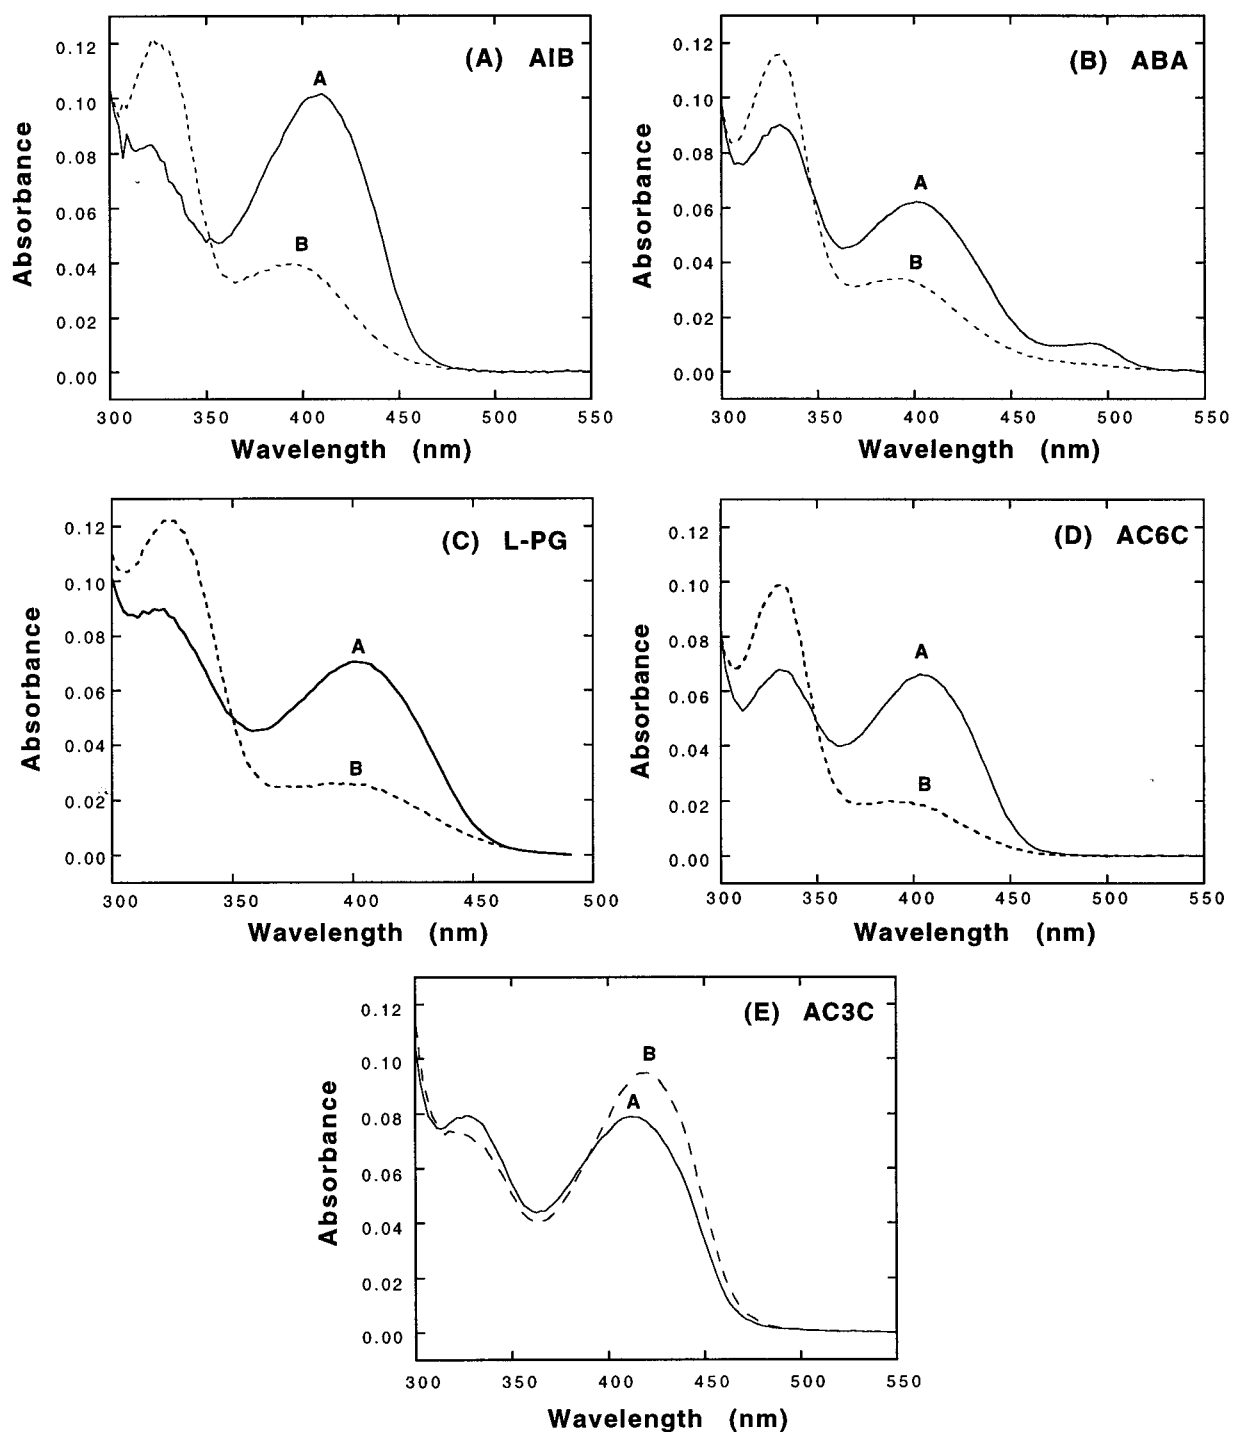 (A) AIB
Absorbance
0.12
0.10
0.08
0.06
0.04
0.02
0.00
A
B
300 350 400 450 500 550
Wavelength (nm)
(B) ABA
Absorbance
0.12
0.10
0.08
0.06
0.04
0.02
0.00
A
B
300 350 400 450 500 550
Wavelength (nm)
(C) L-PG
Absorbance
0.12
0.10
0.08
0.06
0.04
0.02
0.00
A
B
300 350 400 450 500
Wavelength (nm)
(D) AC6C
Absorbance
0.12
0.10
0.08
0.06
0.04
0.02
0.00
A
B
300 350 400 450 500 550
Wavelength (nm)
(E) AC3C
Absorbance
0.12
0.10
0.08
0.06
0.04
0.02
0.00
B
A
300 350 400 450 500 550
Wavelength (nm)